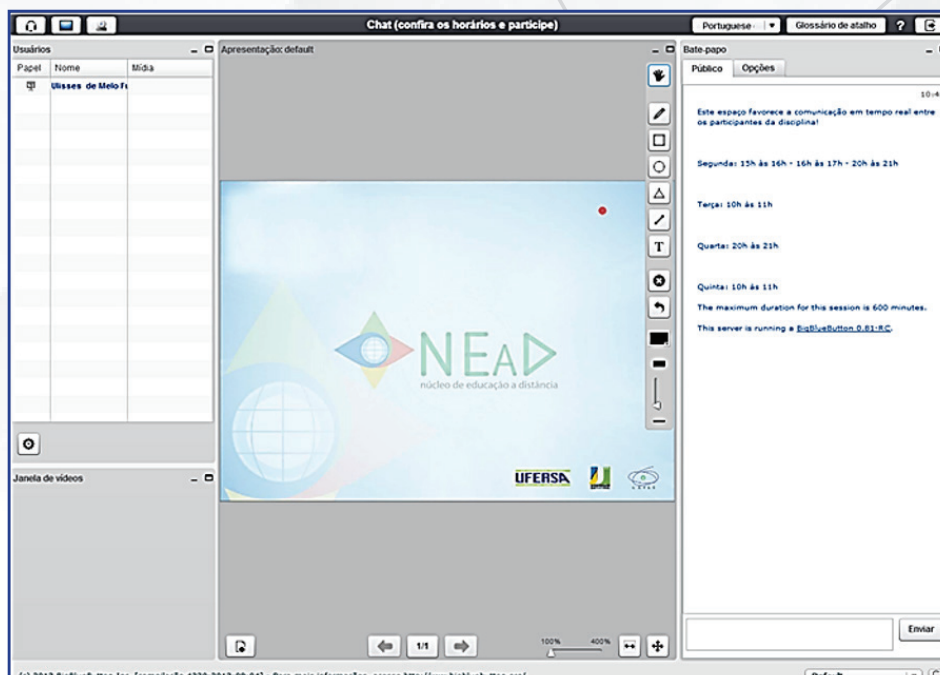 Chat (confira os horários e participe)
Portuguese
Glossário de atalho
?
Usuários
Papel Nome Mídia
Ulisses de Melo
Janela de vídeos
Apresentação: default
T
NEAD
núcleo de educação a distância
UFERSA
1/1
100% 400%
Bate-papo
Público Opções
10:4
Este espaço favorece a comunicação em tempo real entre
os participantes da disciplina!
Segunda: 15h às 16h - 16h às 17h - 20h às 21h
Terça: 10h às 11h
Quarta: 20h às 21h
Quinta: 10h às 11h
The maximum duration for this session is 600 minutes.
This server is running a BigBlueButton 0.81-RC.
Enviar